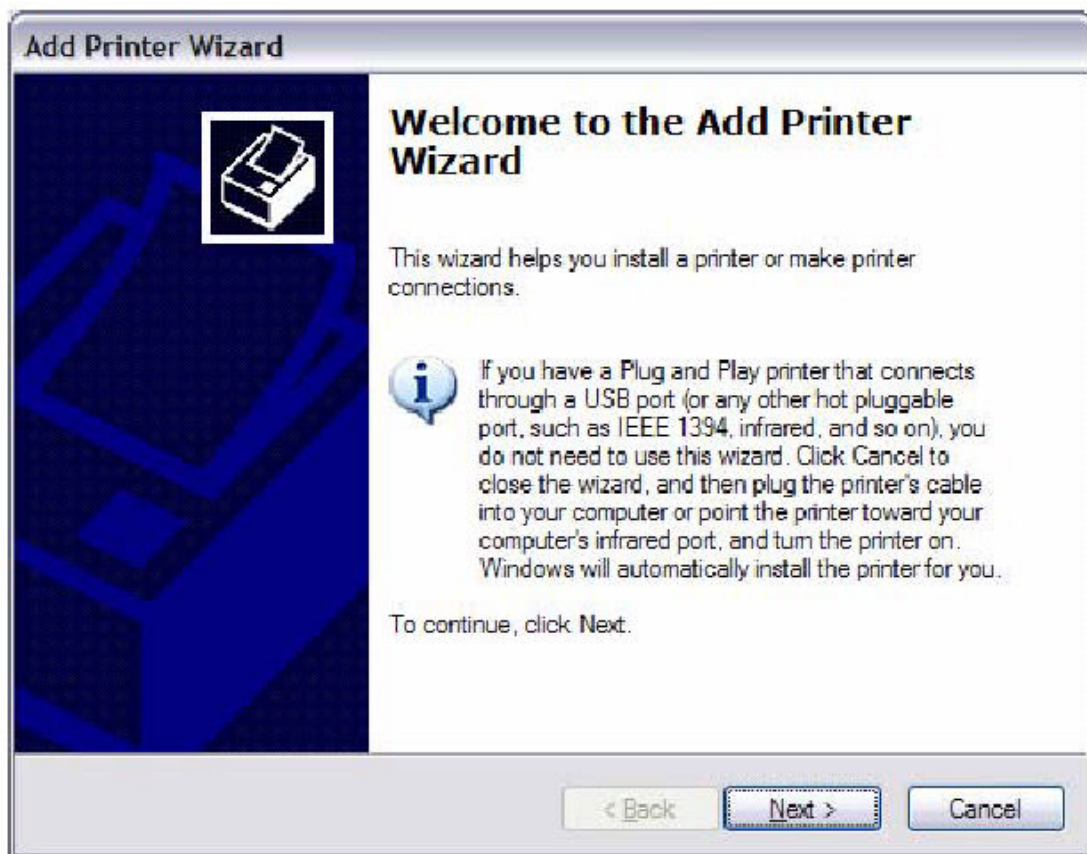 Add Printer Wizard
Welcome to the Add Printer
Wizard
This wizard helps you install a printer or make printer
connections.
If you have a Plug and Play printer that connects
through a USB port (or any other hot pluggable
port, such as IEEE 1394, infrared, and so on), you
do not need to use this wizard. Click Cancel to
close the wizard, and then plug the printer's cable
into your computer or point the printer toward your
computer's infrared port, and turn the printer on.
Windows will automatically install the printer for you.
To continue, click Next.
< Back Next > Cancel